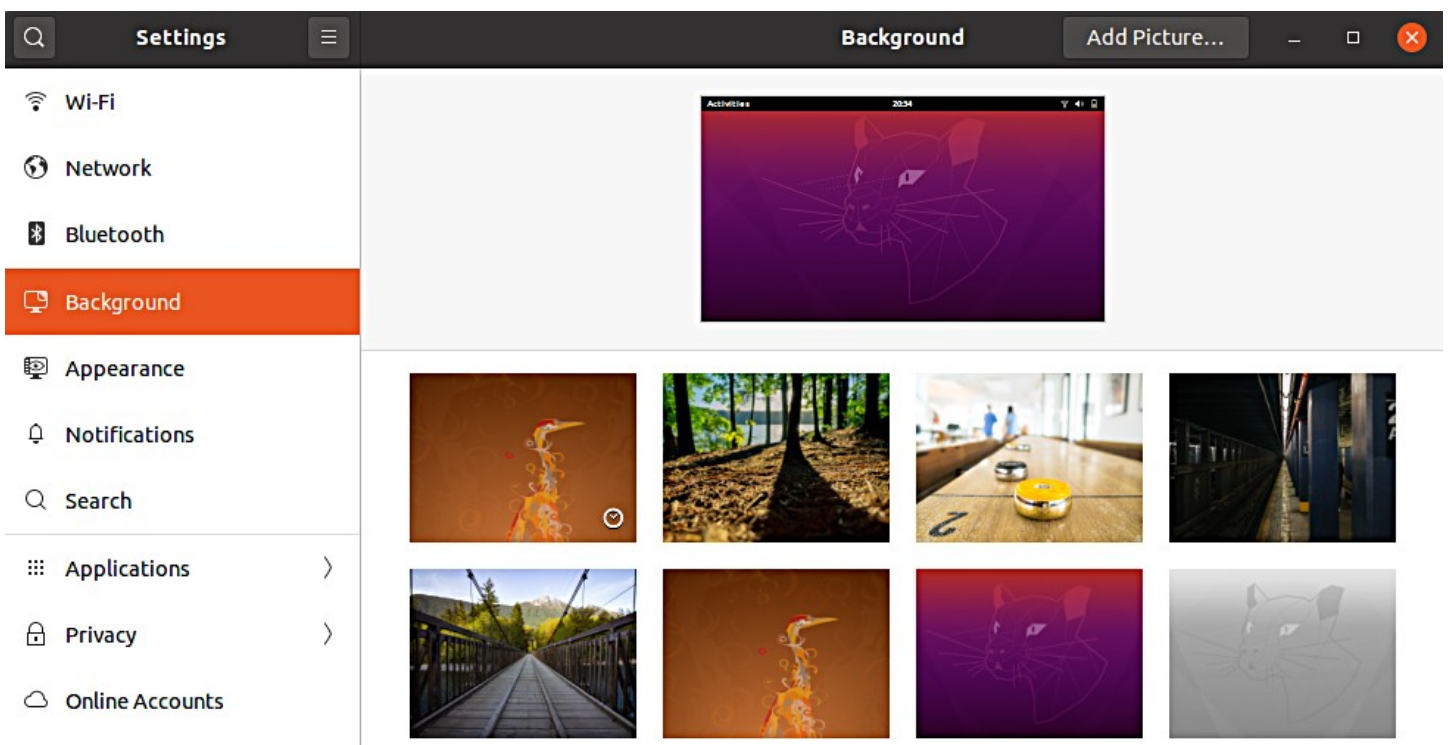 Settings
Background
Add Picture...
Wi-Fi
Network
Bluetooth
Background
Appearance
Notifications
Search
Applications
Privacy
Online Accounts
Activities
20:34
2